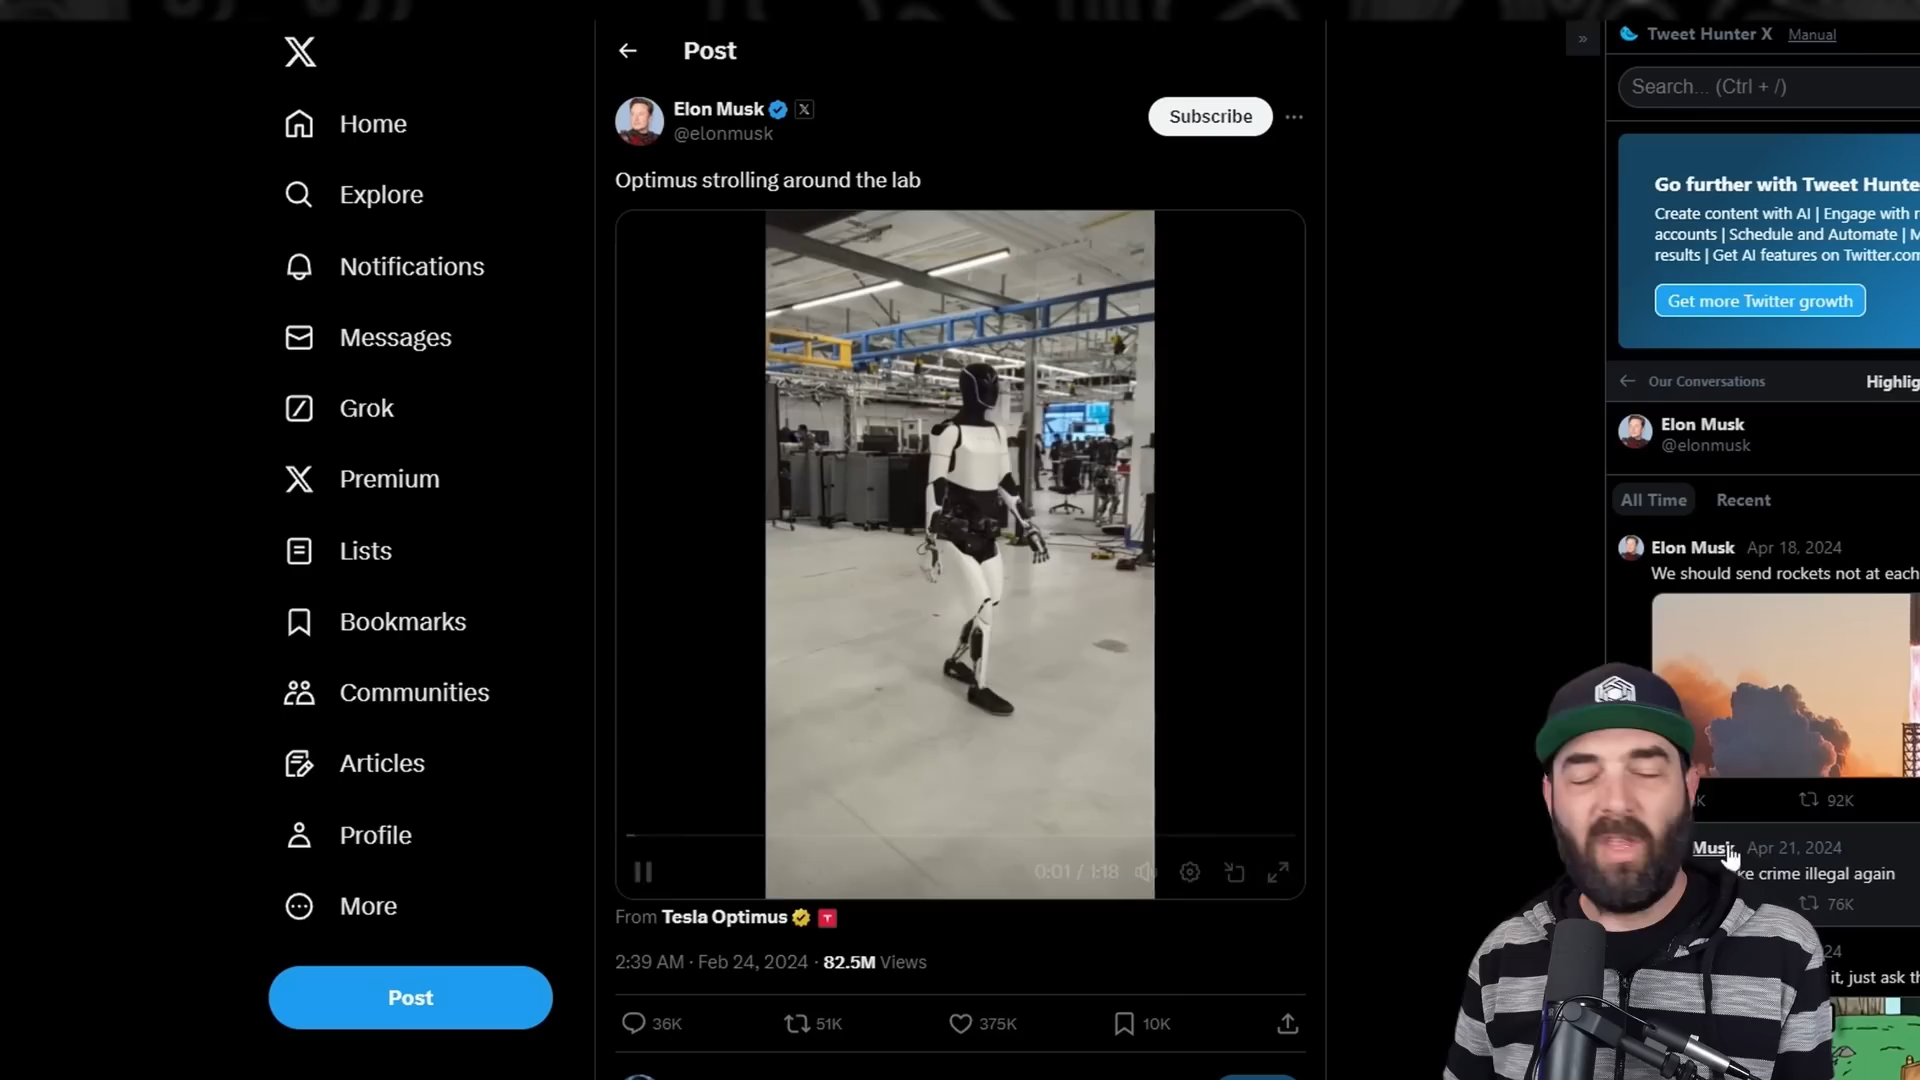 Home
Explore
Notifications
Messages
Grok
Premium
Lists
Bookmarks
Communities
Articles
Profile
More
Post
Post
Elon Musk
@elonmusk
Subscribe
Optimus strolling around the lab
0:01 / 1:18
From Tesla Optimus
2:39 AM · Feb 24, 2024 · 82.5M Views
36K
51K
375K
10K
Tweet Hunter X Manual
Search... (Ctrl + /)
Go further with Tweet Hunte
Create content with AI | Engage with r
accounts | Schedule and Automate | M
results | Get AI features on Twitter.com
Get more Twitter growth
Our Conversations
Highlig
Elon Musk
@elonmusk
All Time
Recent
Elon Musk Apr 18, 2024
We should send rockets not at each
K
92K
Musk Apr 21, 2024
ke crime illegal again
76K
24
it, just ask th